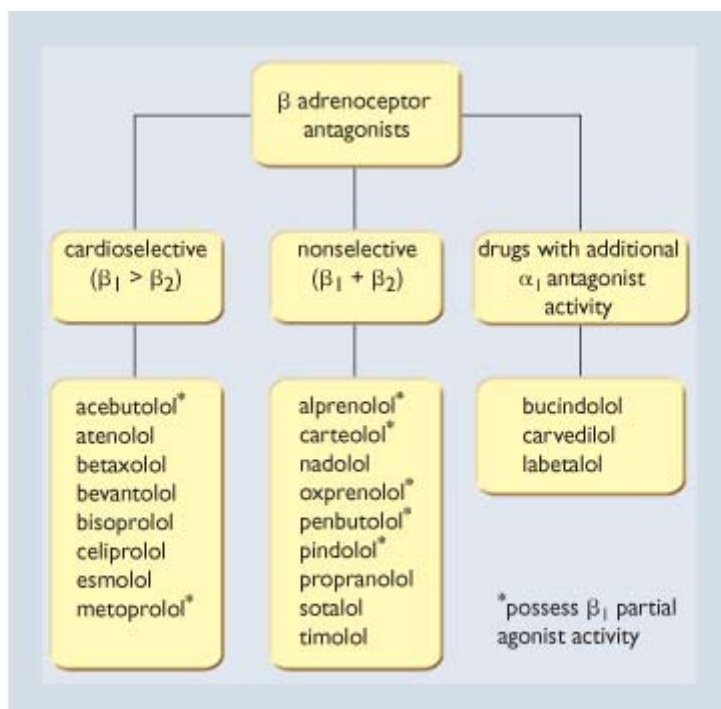 β adrenoceptor
antagonists
cardioselective
(β₁ > β₂)
nonselective
(β₁ + β₂)
drugs with additional
α₁ antagonist
activity
acebutolol*
atenolol
betaxolol
bevantolol
bisoprolol
celiprolol
esmolol
metoprolol*
alprenolol*
carteolol*
nadolol
oxprenolol*
penbutolol*
pindolol*
propranolol
sotalol
timolol
bucindolol
carvedilol
labetalol
*possess β₁ partial
agonist activity